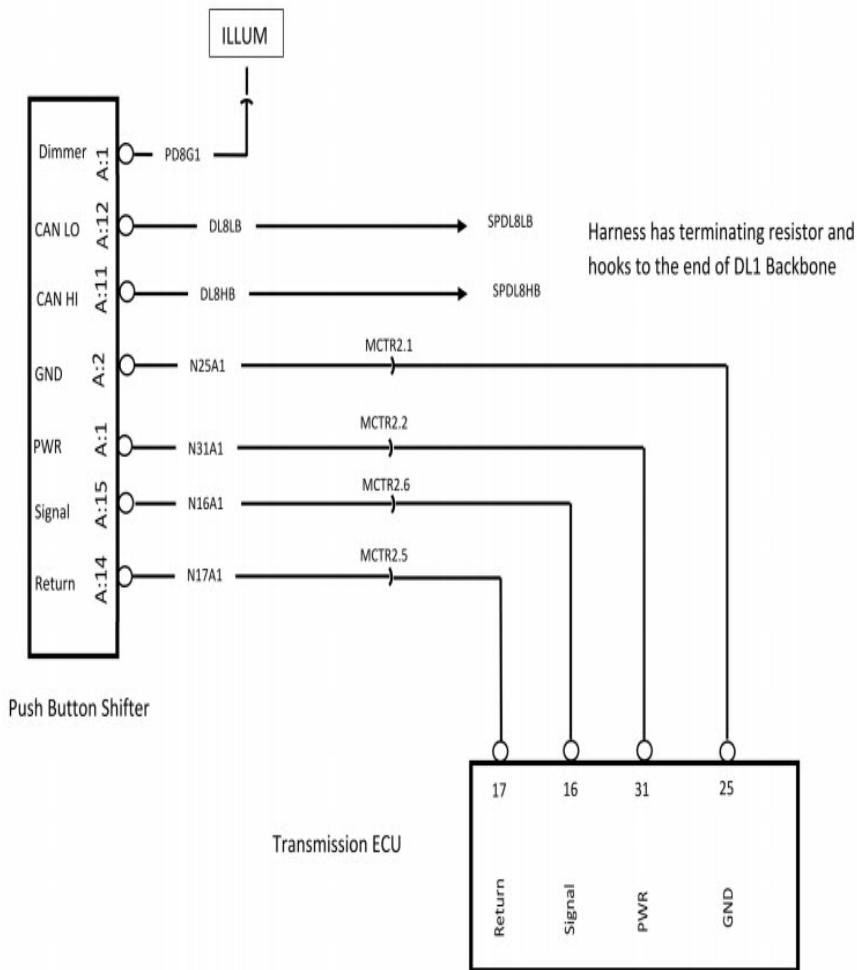 ILLUM
Dimmer
A:1
PD8G1
CAN LO
A:12
DL8LB
SPDL8LB
Harness has terminating resistor and
hooks to the end of DL1 Backbone
CAN HI
A:11
DL8HB
SPDL8HB
GND
A:2
N25A1
MCTR2.1
PWR
A:1
N31A1
MCTR2.2
Signal
A:15
N16A1
MCTR2.6
Return
A:14
N17A1
MCTR2.5
Push Button Shifter
Transmission ECU
17
16
31
25
Return
Signal
PWR
GND